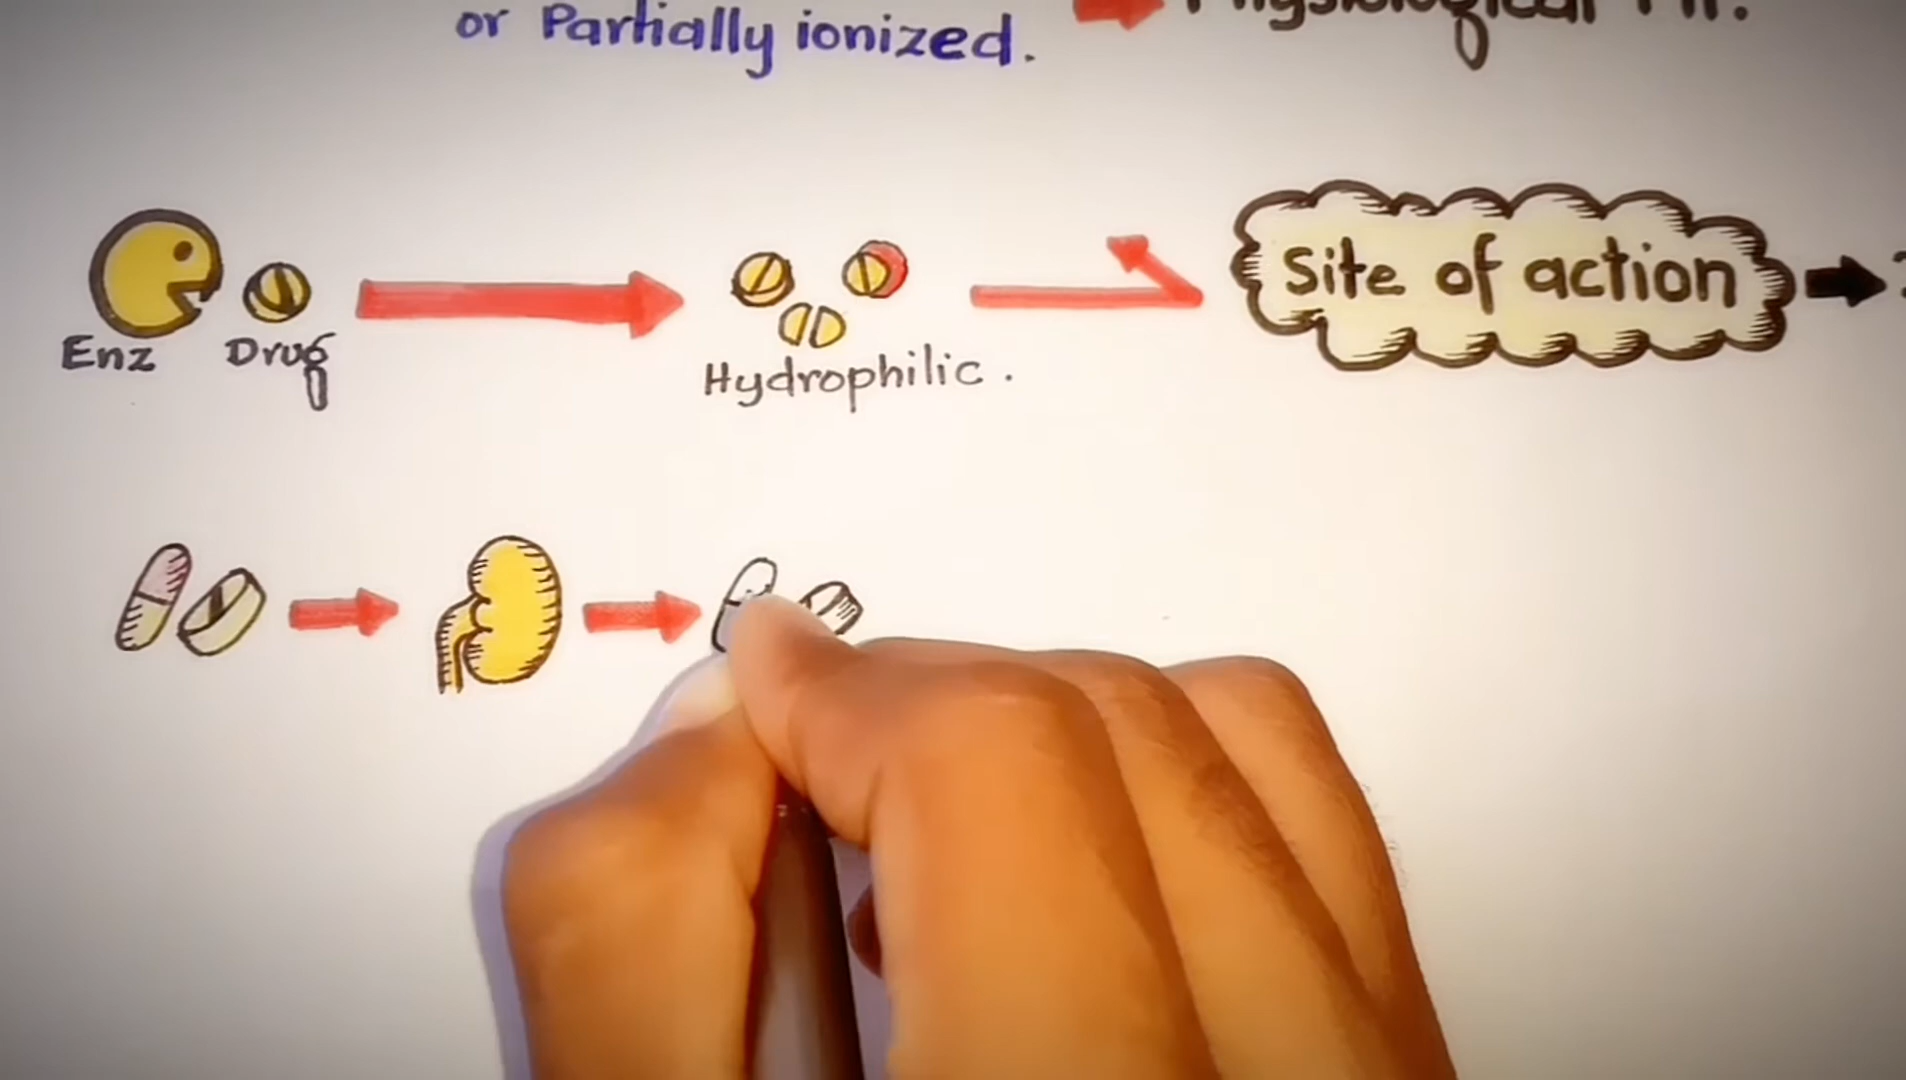 or Partially ionized.
Site of action
Enz Drug
Hydrophilic .